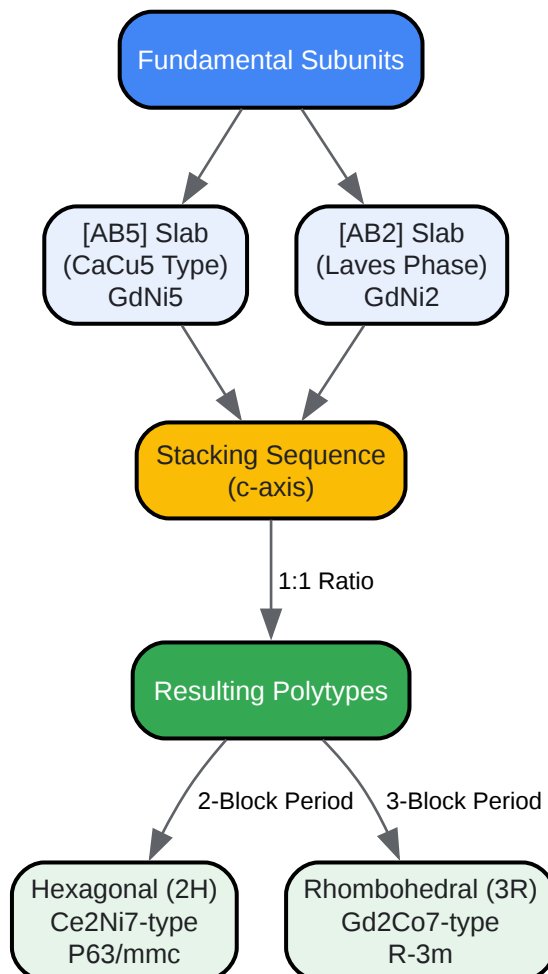 Fundamental Subunits
[AB5] Slab
(CaCu5 Type)
GdNi5
[AB2] Slab
(Laves Phase)
GdNi2
Stacking Sequence
(c-axis)
1:1 Ratio
Resulting Polytypes
2-Block Period
3-Block Period
Hexagonal (2H)
Ce2Ni7-type
P63/mmc
Rhombohedral (3R)
Gd2Co7-type
R-3m